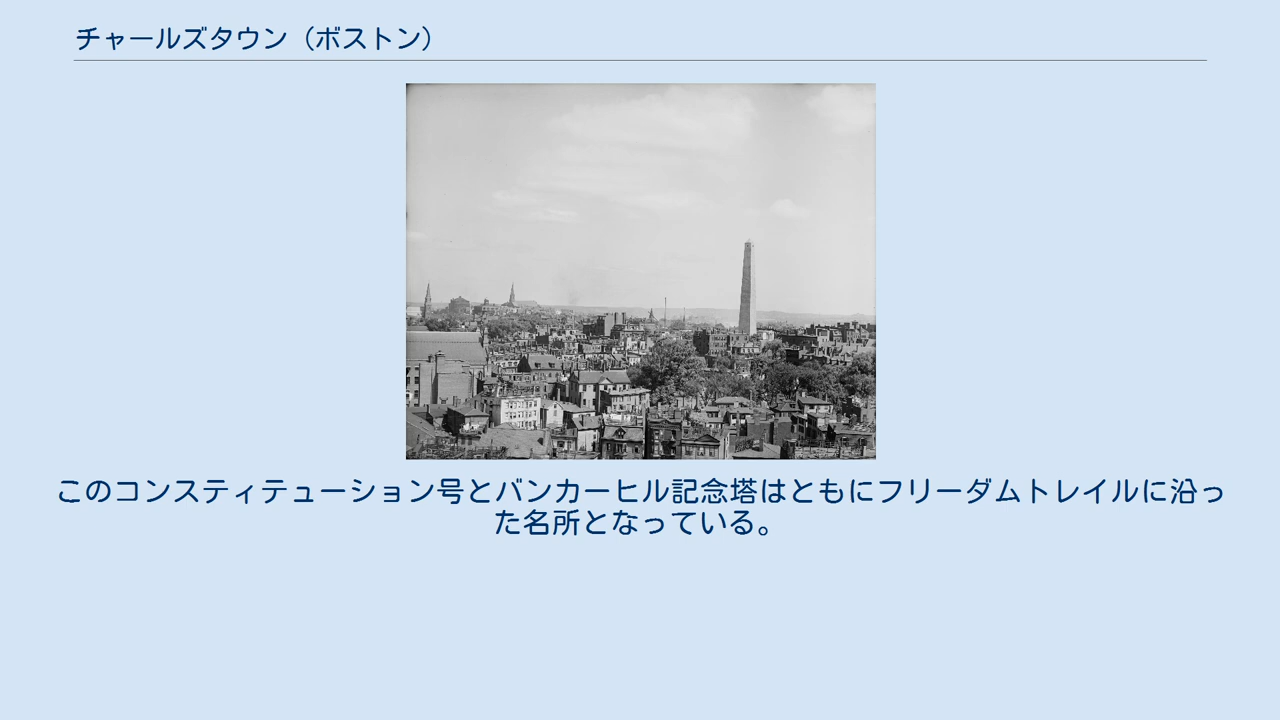 チャールズタウン（ボストン）
このコンスティテューション号とバンカーヒル記念塔はともにフリーダムトレイルに沿っ
た名所となっている。